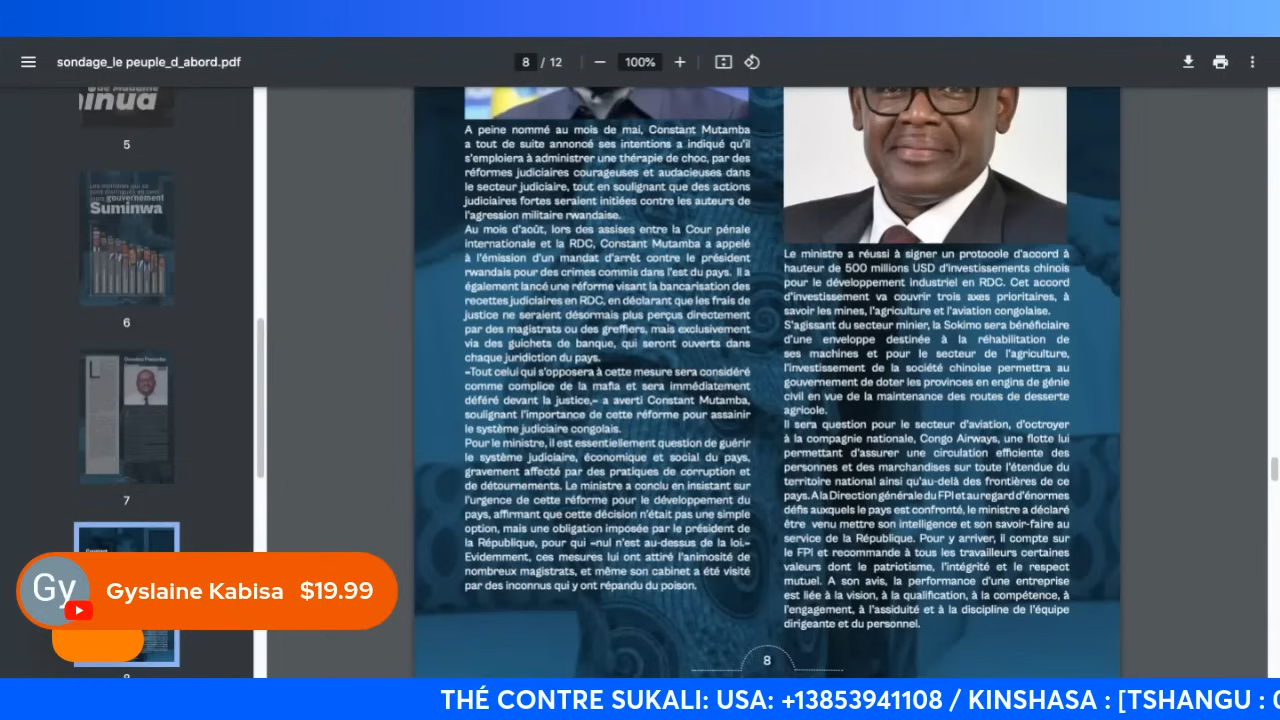 sondage_le peuple_d_abord.pdf
8 / 12
100%
5
Les ministres qui se
sont distingués au sein
du gouvernement
Suminwa
6
7
A peine nommé au mois de mai, Constant Mutamba
a tout de suite annoncé ses intentions a indiqué qu'il
s'emploiera à administrer une thérapie de choc, par des
réformes judiciaires courageuses et audacieuses dans
le secteur judiciaire, tout en soulignant que des actions
judiciaires fortes seraient initiées contre les auteurs de
l'agression militaire rwandaise.
Au mois d'août, lors des assises entre la Cour pénale
internationale et la RDC, Constant Mutamba a appelé
à l'émission d'un mandat d'arrêt contre le président
rwandais pour des crimes commis dans l'est du pays. Il a
également lancé une réforme visant la bancarisation des
recettes judiciaires en RDC, en déclarant que les frais de
justice ne seraient désormais plus perçus directement
par des magistrats ou des greffiers, mais exclusivement
via des guichets de banque, qui seront ouverts dans
chaque juridiction du pays.
«Tout celui qui s'opposera à cette mesure sera considéré
comme complice de la mafia et sera immédiatement
déféré devant la justice,» a averti Constant Mutamba,
soulignant l'importance de cette réforme pour assainir
le système judiciaire congolais.
Pour le ministre, il est essentiellement question de guérir
le système judiciaire, économique et social du pays,
gravement affecté par des pratiques de corruption et
de détournements. Le ministre a conclu en insistant sur
l'urgence de cette réforme pour le développement du
pays, affirmant que cette décision n'était pas une simple
option, mais une obligation imposée par le président de
la République, pour qui «nul n'est au-dessus de la loi.»
Evidemment, ces mesures lui ont attiré l'animosité de
nombreux magistrats, et même son cabinet a été visité
par des inconnus qui y ont répandu du poison.
Le ministre a réussi à signer un protocole d'accord à
hauteur de 500 millions USD d'investissements chinois
pour le développement industriel en RDC. Cet accord
d'investissement va couvrir trois axes prioritaires, à
savoir les mines, l'agriculture et l'aviation congolaise.
S'agissant du secteur minier, la Sokimo sera bénéficiaire
d'une enveloppe destinée à la réhabilitation de
ses machines et pour le secteur de l'agriculture,
l'investissement de la société chinoise permettra au
gouvernement de doter les provinces en engins de génie
civil en vue de la maintenance des routes de desserte
agricole.
Il sera question pour le secteur d'aviation, d'octroyer
à la compagnie nationale, Congo Airways, une flotte lui
permettant d'assurer une circulation efficiente des
personnes et des marchandises sur toute l'étendue du
territoire national ainsi qu'au-delà des frontières de ce
pays. A la Direction générale du FPI et au regard d'énormes
défis auxquels le pays est confronté, le ministre a déclaré
être venu mettre son intelligence et son savoir-faire au
service de la République. Pour y arriver, il compte sur
le FPI et recommande à tous les travailleurs certaines
valeurs dont le patriotisme, l'intégrité et le respect
mutuel. A son avis, la performance d'une entreprise
est liée à la vision, à la qualification, à la compétence, à
l'engagement, à l'assiduité et à la discipline de l'équipe
dirigeante et du personnel.
8
Gy
Gyslaine Kabisa $19.99
THÉ CONTRE SUKALI: USA: +13853941108 / KINSHASA : [TSHANGU :